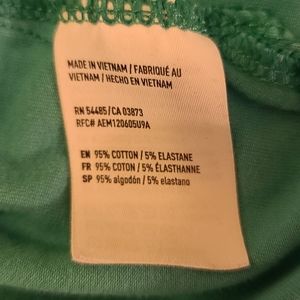 MADE IN VIETNAM / FABRIQUÉ AU
VIETNAM / HECHO EN VIETNAM
RN 54485/CA 03873
RFC# AEM120605U9A
EN 95% COTTON / 5% ELASTANE
FR 95% COTON / 5% ÉLASTHANNE
SP 95% algodón / 5% elastano